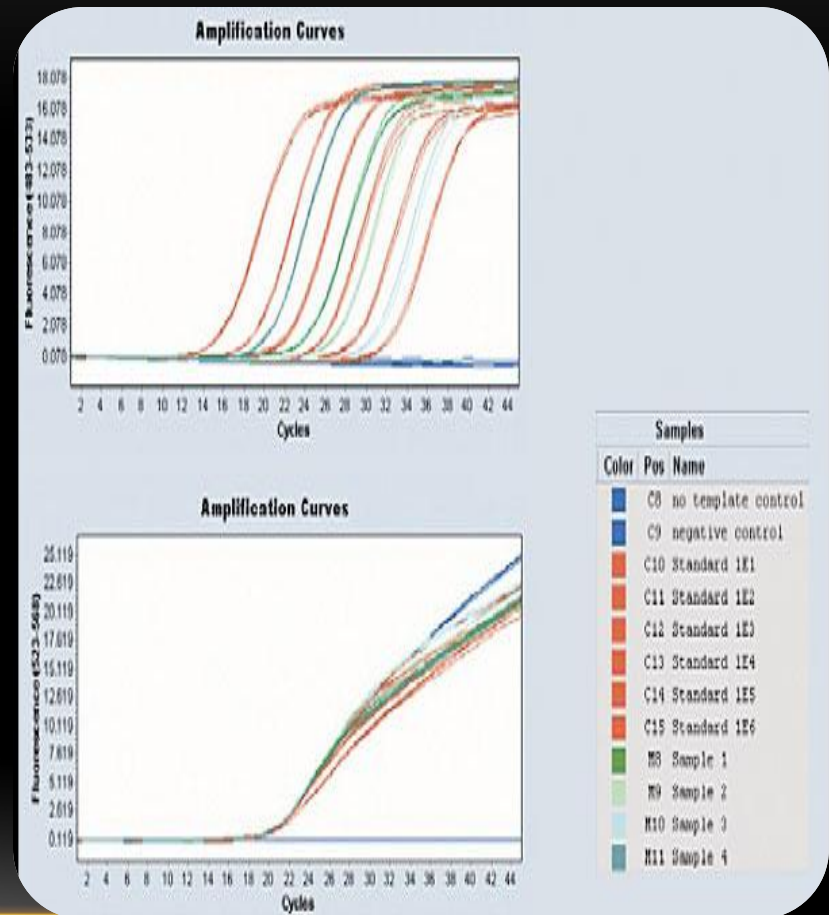 Amplification Curves
18.078
16.078
14.078
12.078
10.078
8.078
6.078
4.078
2.078
0.078
Fluorescence (483-533)
2 4 6 8 10 12 14 16 18 20 22 24 26 28 30 32 34 36 38 40 42 44
Cycles
Amplification Curves
25.119
22.619
20.119
17.619
15.119
12.619
10.119
7.619
5.119
2.619
0.119
Fluorescence (523-568)
2 4 6 8 10 12 14 16 18 20 22 24 26 28 30 32 34 36 38 40 42 44
Cycles
Samples
Color Pos Name
C8 no template control
C9 negative control
C10 Standard 1E1
C11 Standard 1E2
C12 Standard 1E3
C13 Standard 1E4
C14 Standard 1E5
C15 Standard 1E6
M8 Sample 1
M9 Sample 2
M10 Sample 3
M11 Sample 4